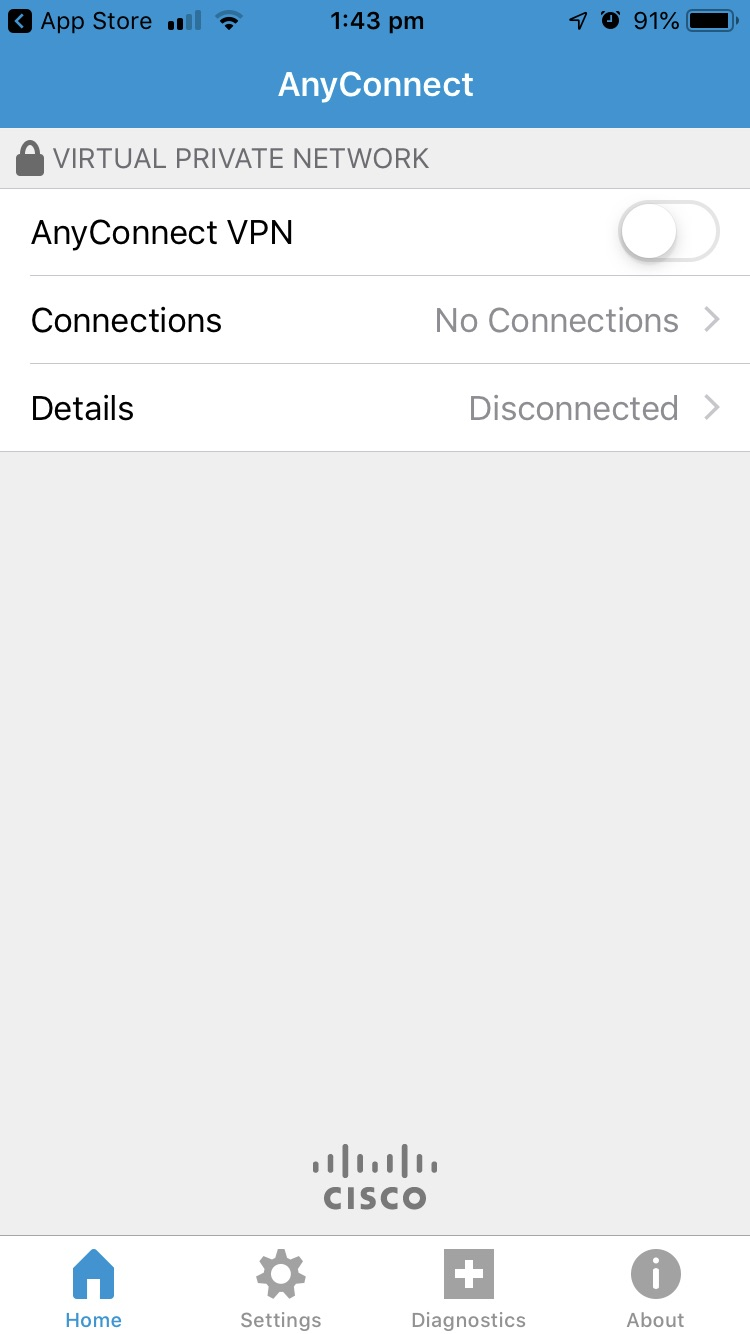 App Store 1:43 pm 91%
AnyConnect
VIRTUAL PRIVATE NETWORK
AnyConnect VPN
Connections No Connections
Details Disconnected
CISCO
Home Settings Diagnostics About